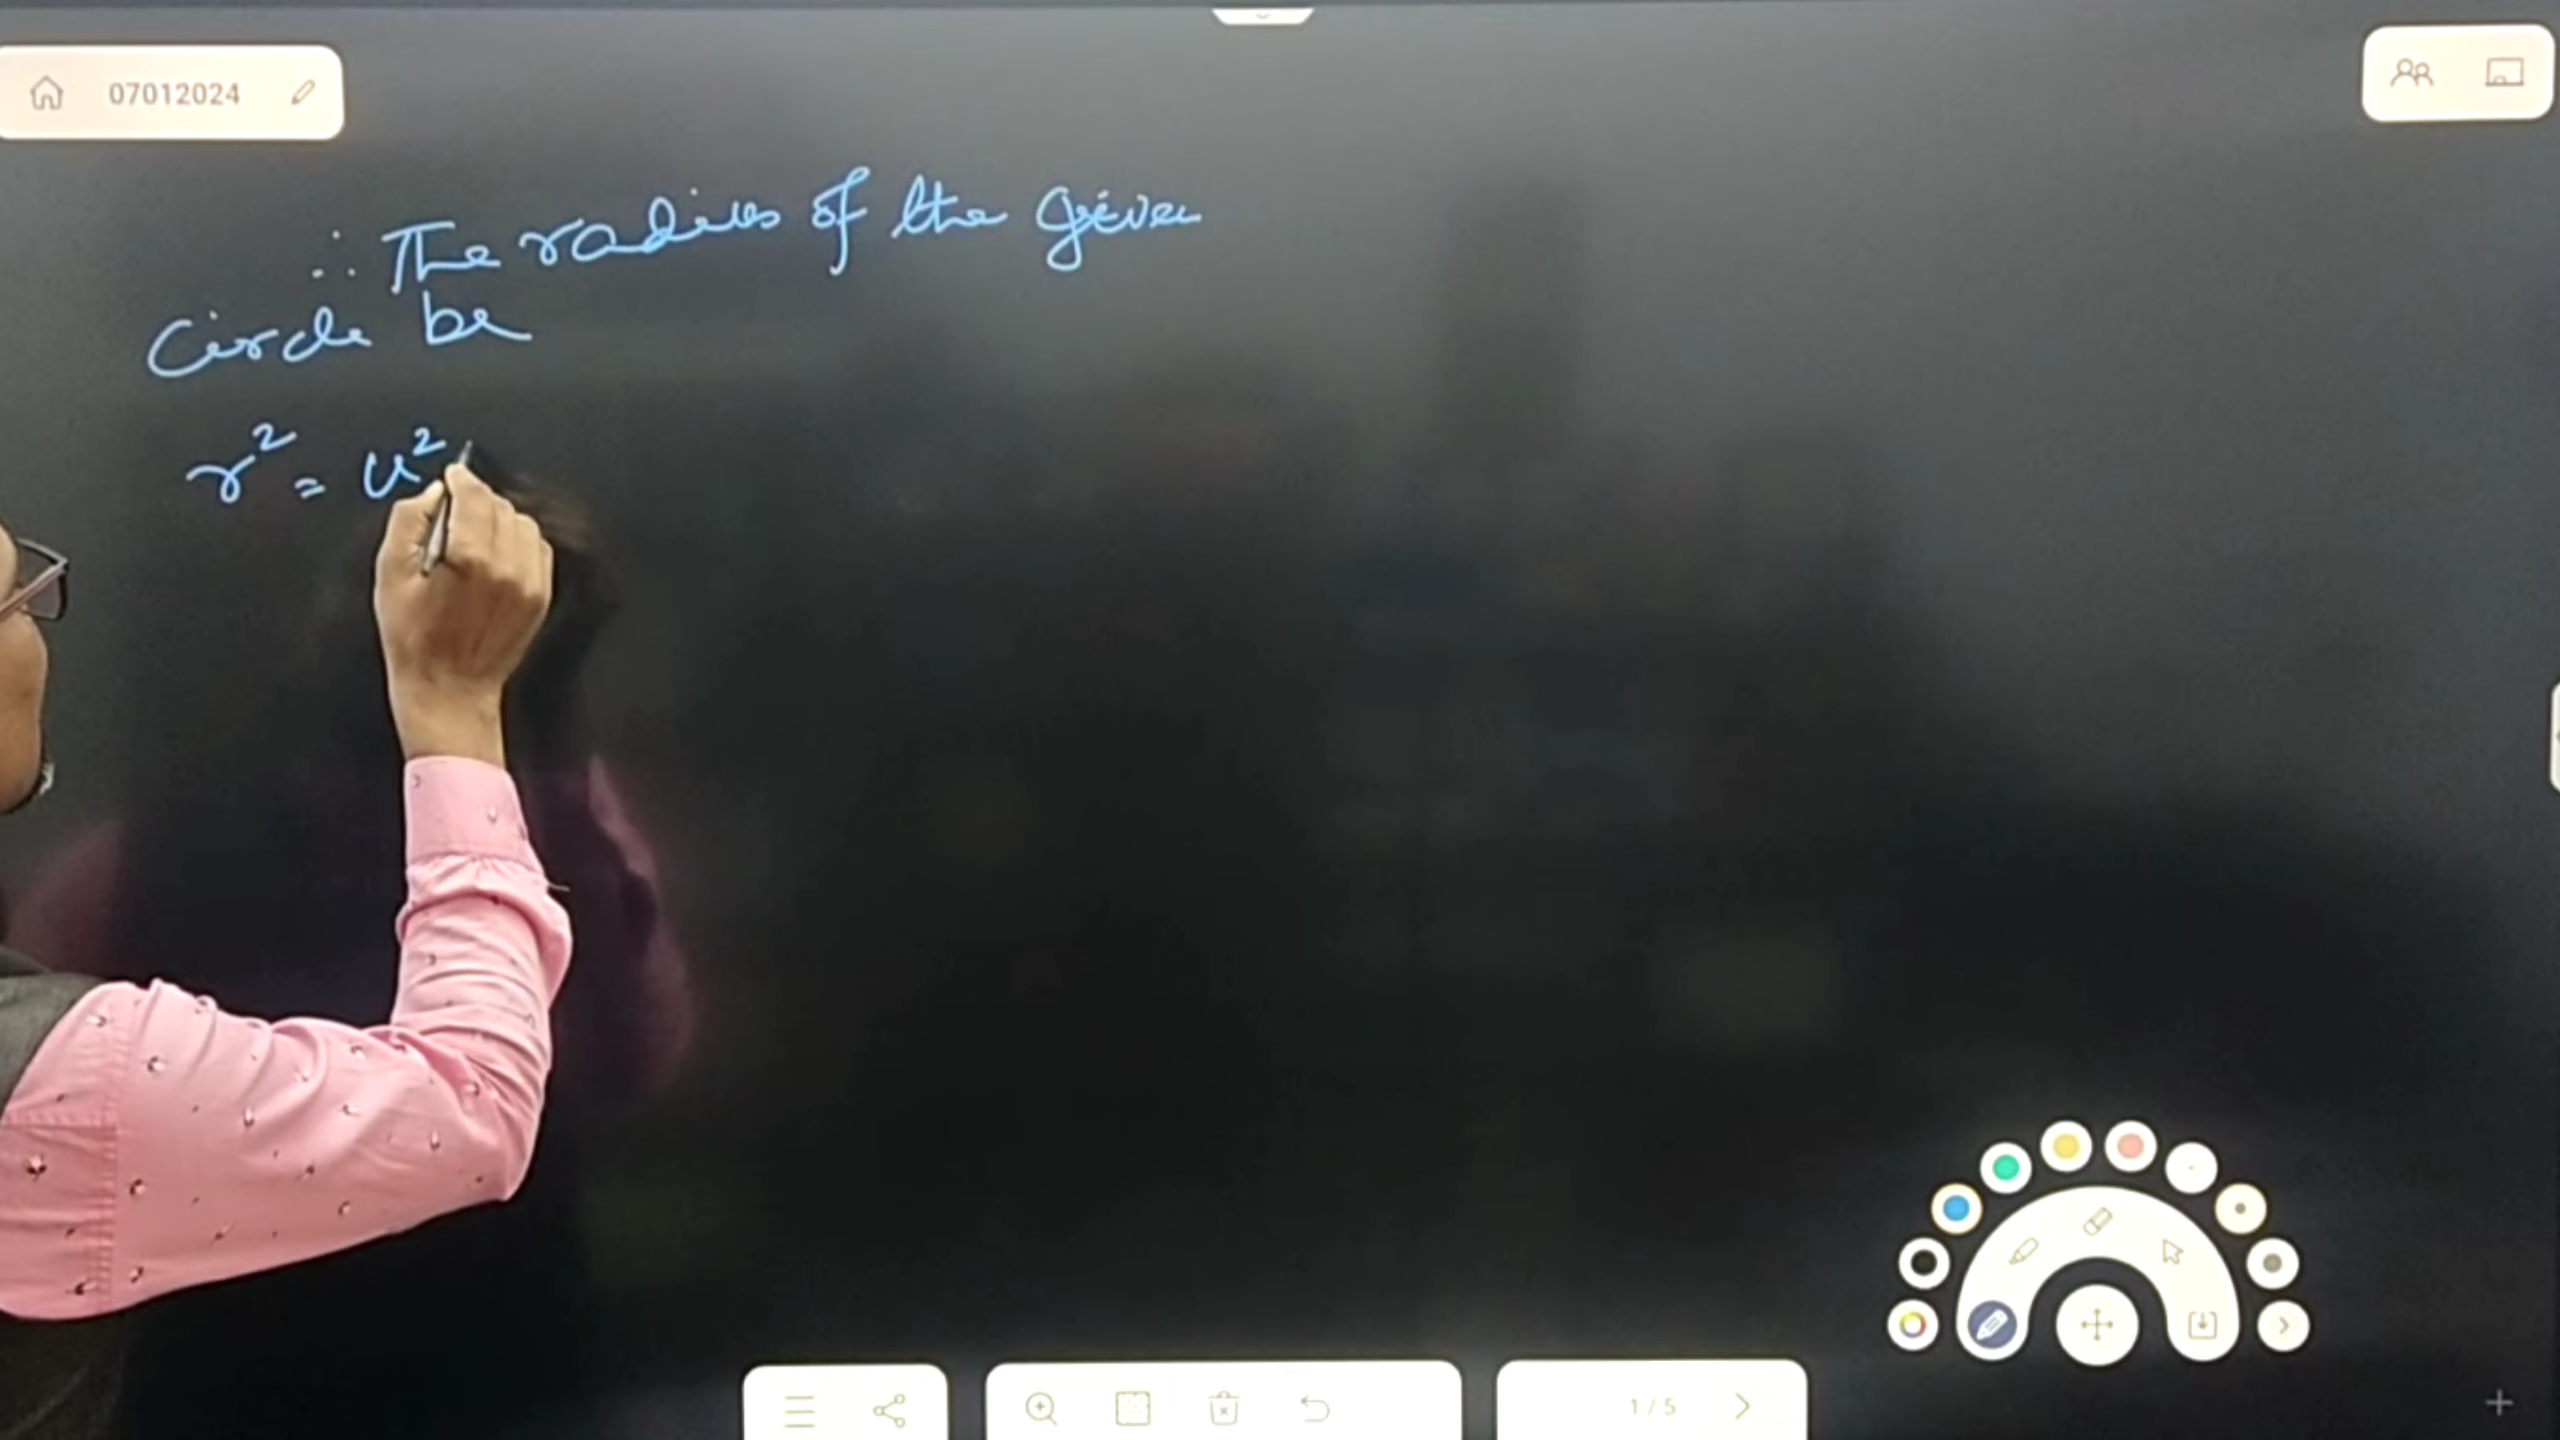 07012024
∴ The radius of the given
Circle be
r² = u²
1 / 5